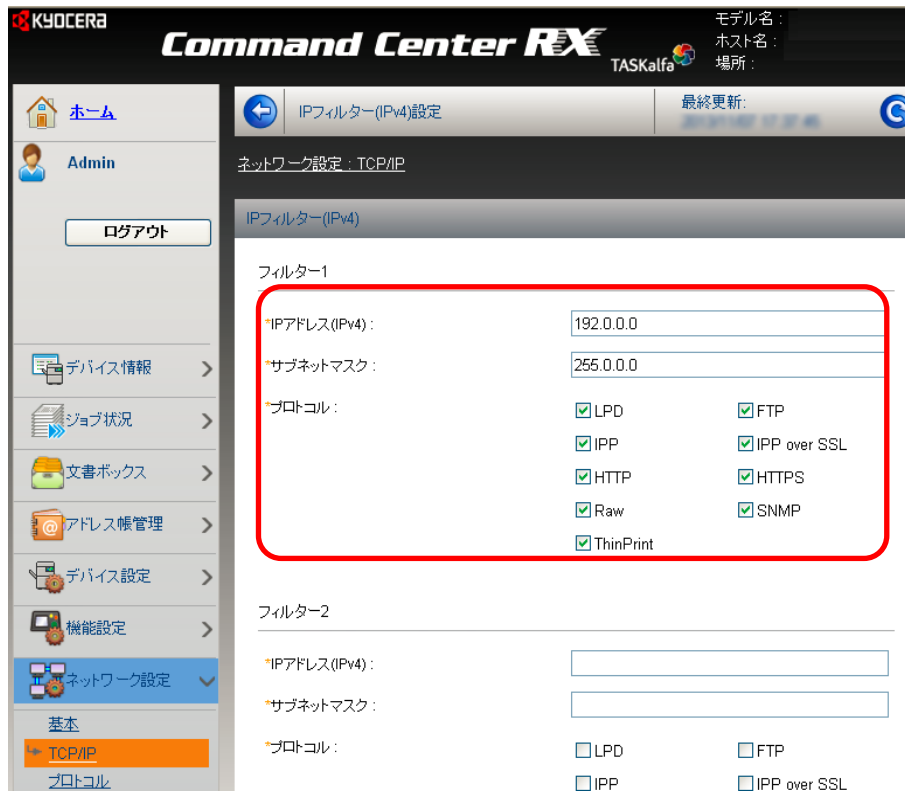 KYOCERA
Command Center RX
TASKalfa
モデル名 :
ホスト名 :
場所 :
ホーム
Admin
ログアウト
デバイス情報
ジョブ状況
文書ボックス
アドレス帳管理
デバイス設定
機能設定
ネットワーク設定
基本
TCP/IP
プロトコル
IPフィルター(IPv4)設定
最終更新:
ネットワーク設定 : TCP/IP
IPフィルター(IPv4)
フィルター1
*IPアドレス(IPv4) : 192.0.0.0
*サブネットマスク : 255.0.0.0
*プロトコル : LPD FTP
IPP IPP over SSL
HTTP HTTPS
Raw SNMP
ThinPrint
フィルター2
*IPアドレス(IPv4) :
*サブネットマスク :
*プロトコル : LPD FTP
IPP IPP over SSL